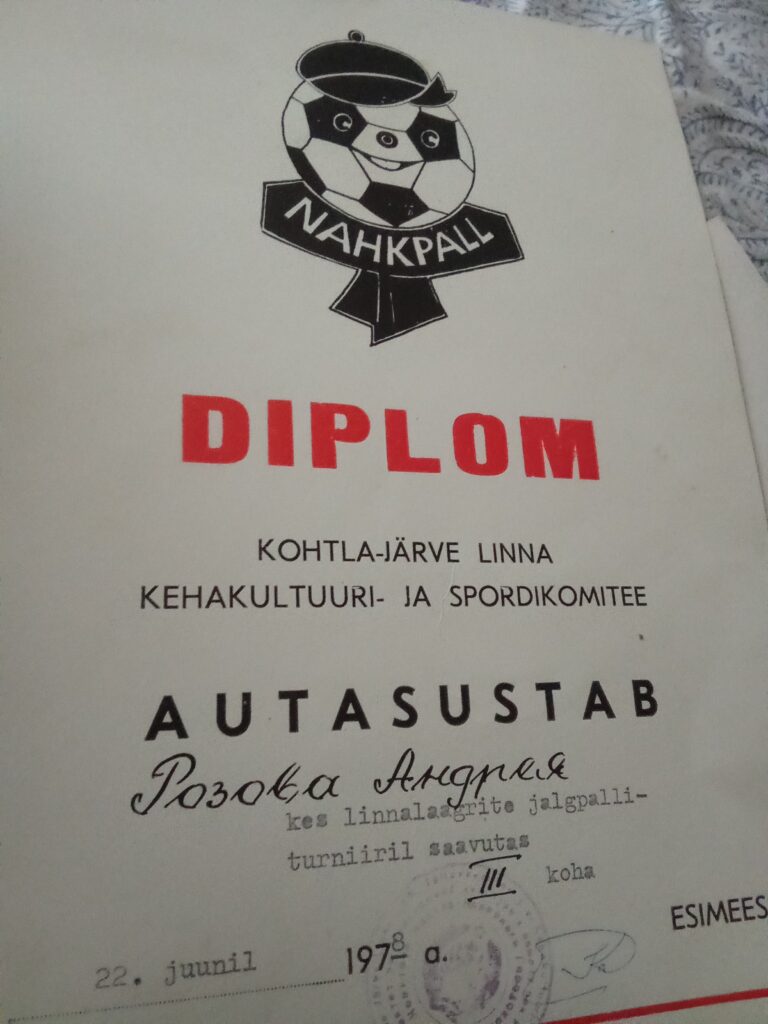 NAHKPALL
DIPLOM
KOHTLA-JÄRVE LINNA
KEHAKULTUURI- JA SPORDIKOMITEE
AUTASUSTAB
Розова Андрея
kes linnalaagrite jalgpalli-
turniiril saavutas
III koha
ESIMEES
22. juunil 1978 a.